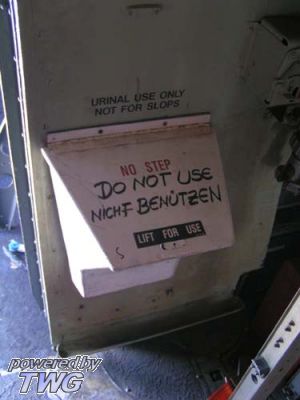 URINAL USE ONLY
NOT FOR SLOPS
NO STEP
DO NOT USE
NICHT BENÜTZEN
LIFT FOR USE
powered by
TWG